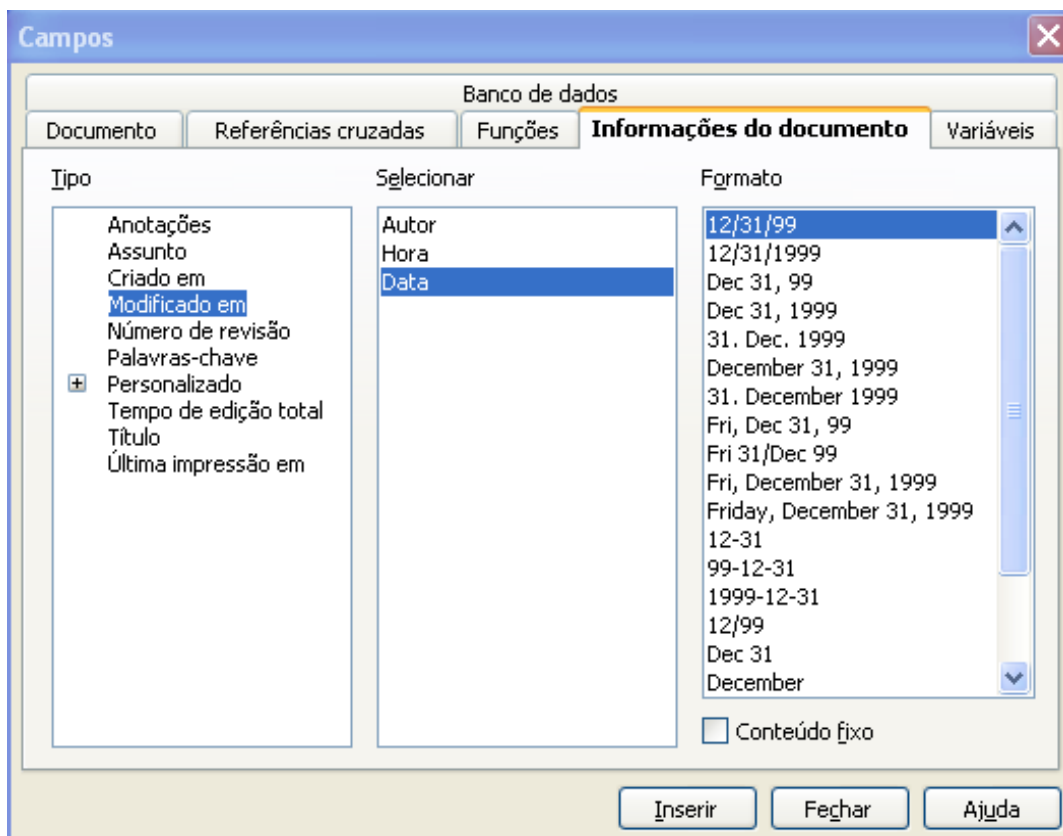 Campos
Banco de dados
Documento
Referências cruzadas
Funções
Informações do documento
Variáveis
Tipo
Anotações
Assunto
Criado em
Modificado em
Número de revisão
Palavras-chave
Personalizado
Tempo de edição total
Título
Última impressão em
Selecionar
Autor
Hora
Data
Formato
12/31/99
12/31/1999
Dec 31, 99
Dec 31, 1999
31. Dec. 1999
December 31, 1999
31. December 1999
Fri, Dec 31, 99
Fri 31/Dec 99
Fri, December 31, 1999
Friday, December 31, 1999
12-31
99-12-31
1999-12-31
12/99
Dec 31
December
Conteúdo fixo
Inserir
Fechar
Ajuda